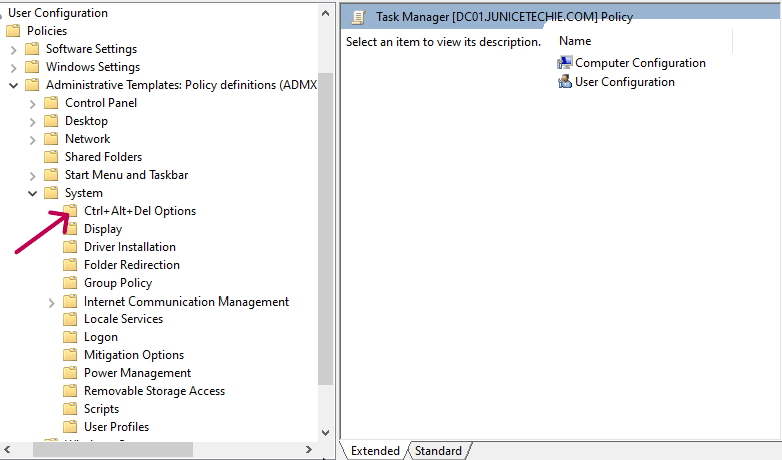 User Configuration
Policies
Software Settings
Windows Settings
Administrative Templates: Policy definitions (ADMX
Control Panel
Desktop
Network
Shared Folders
Start Menu and Taskbar
System
Ctrl+Alt+Del Options
Display
Driver Installation
Folder Redirection
Group Policy
Internet Communication Management
Locale Services
Logon
Mitigation Options
Power Management
Removable Storage Access
Scripts
User Profiles
Task Manager [DC01.JUNICETECHIE.COM] Policy
Select an item to view its description.
Name
Computer Configuration
User Configuration
Extended
Standard